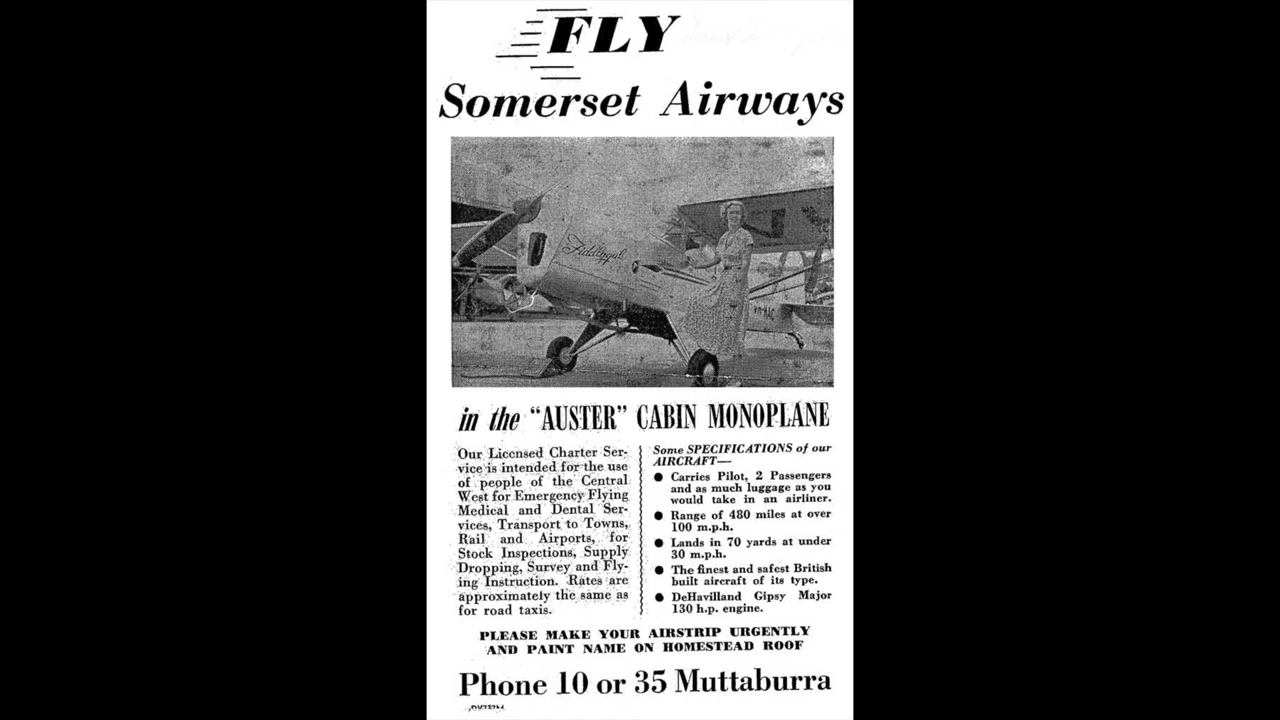 FLY
Somerset Airways
in the "AUSTER" CABIN MONOPLANE
Our Licensed Charter Ser-
vice is intended for the use
of people of the Central
West for Emergency Flying
Medical and Dental Ser-
vices, Transport to Towns,
Rail and Airports, for
Stock Inspections, Supply
Dropping, Survey and Fly-
ing Instruction. Rates are
approximately the same as
for road taxis.
Some SPECIFICATIONS of our
AIRCRAFT—
● Carries Pilot, 2 Passengers
and as much luggage as you
would take in an airliner.
● Range of 480 miles at over
100 m.p.h.
● Lands in 70 yards at under
30 m.p.h.
● The finest and safest British
built aircraft of its type.
● DeHavilland Gipsy Major
130 h.p. engine.
PLEASE MAKE YOUR AIRSTRIP URGENTLY
AND PAINT NAME ON HOMESTEAD ROOF
Phone 10 or 35 Muttaburra